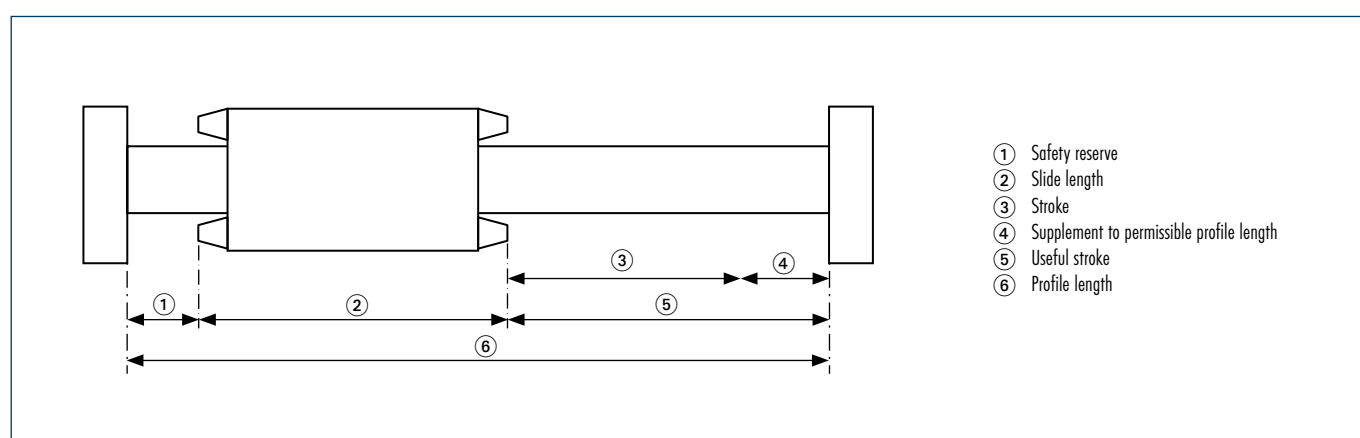 ③
④
①
②
⑤
⑥
① Safety reserve
② Slide length
③ Stroke
④ Supplement to permissible profile length
⑤ Useful stroke
⑥ Profile length